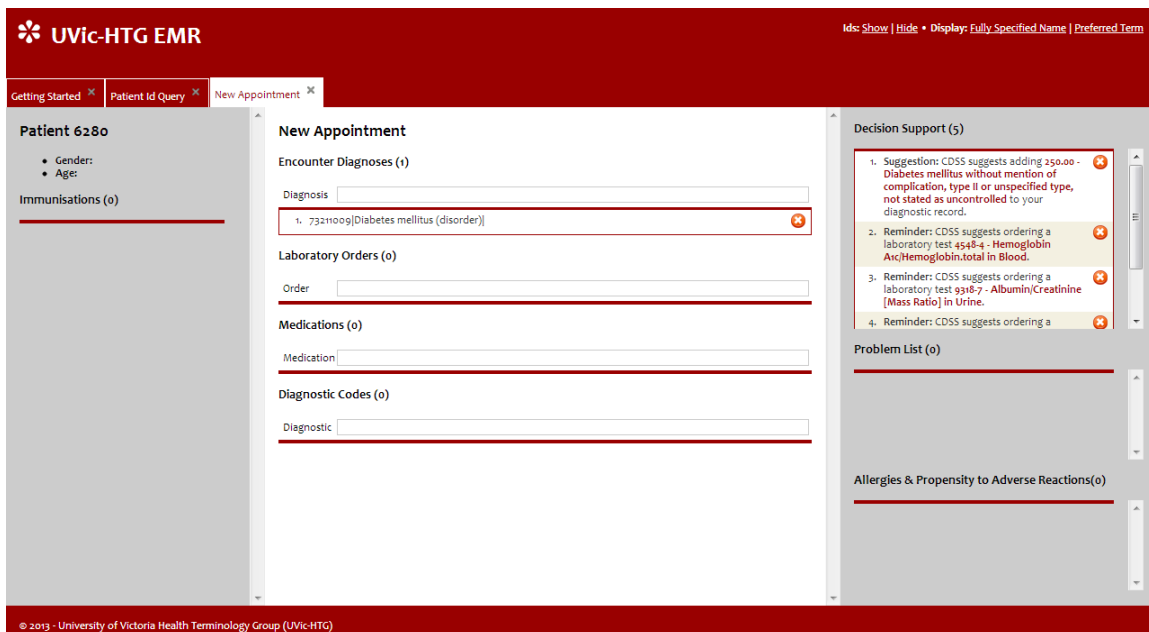 UVic-HTG EMR
Ids: Show | Hide • Display: Fully Specified Name | Preferred Term
Getting Started
Patient Id Query
New Appointment
Patient 6280
• Gender:
• Age:
Immunisations (0)
New Appointment
Encounter Diagnoses (1)
Diagnosis
1. 73211009|Diabetes mellitus (disorder)|
Laboratory Orders (0)
Order
Medications (0)
Medication
Diagnostic Codes (0)
Diagnostic
Decision Support (5)
1. Suggestion: CDSS suggests adding 250.00 -
Diabetes mellitus without mention of
complication, type II or unspecified type,
not stated as uncontrolled to your
diagnostic record.
2. Reminder: CDSS suggests ordering a
laboratory test 4548-4 - Hemoglobin
A1c/Hemoglobin.total in Blood.
3. Reminder: CDSS suggests ordering a
laboratory test 9318-7 - Albumin/Creatinine
[Mass Ratio] in Urine.
4. Reminder: CDSS suggests ordering a
Problem List (0)
Allergies & Propensity to Adverse Reactions(0)
© 2013 - University of Victoria Health Terminology Group (UVic-HTG)